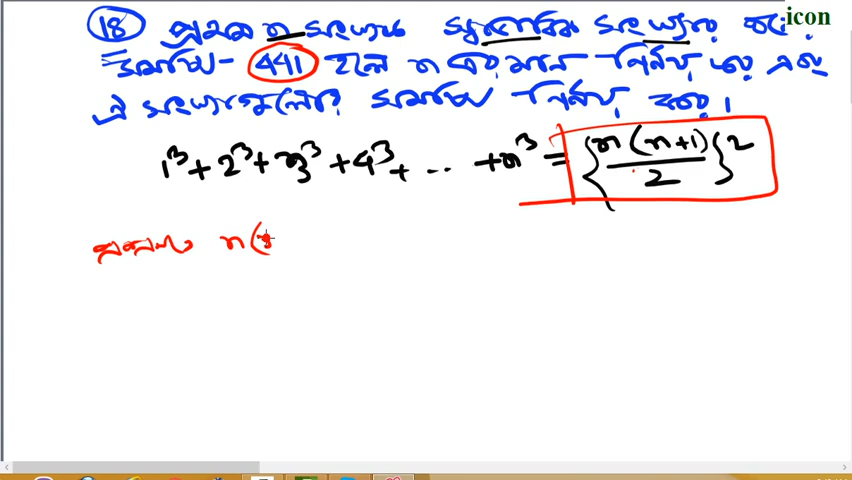 18 প্রথম n সংখ্যক স্বাভাবিক সংখ্যার ঘনের
icon
সমষ্টি 441 হলে n এর মান নির্ণয় কর এবং
ঐ সংখ্যাগুলোর সমষ্টি নির্ণয় কর।
1³+2³+3³+4³+ ... +n³ = {n(n+1)/2}²
n(